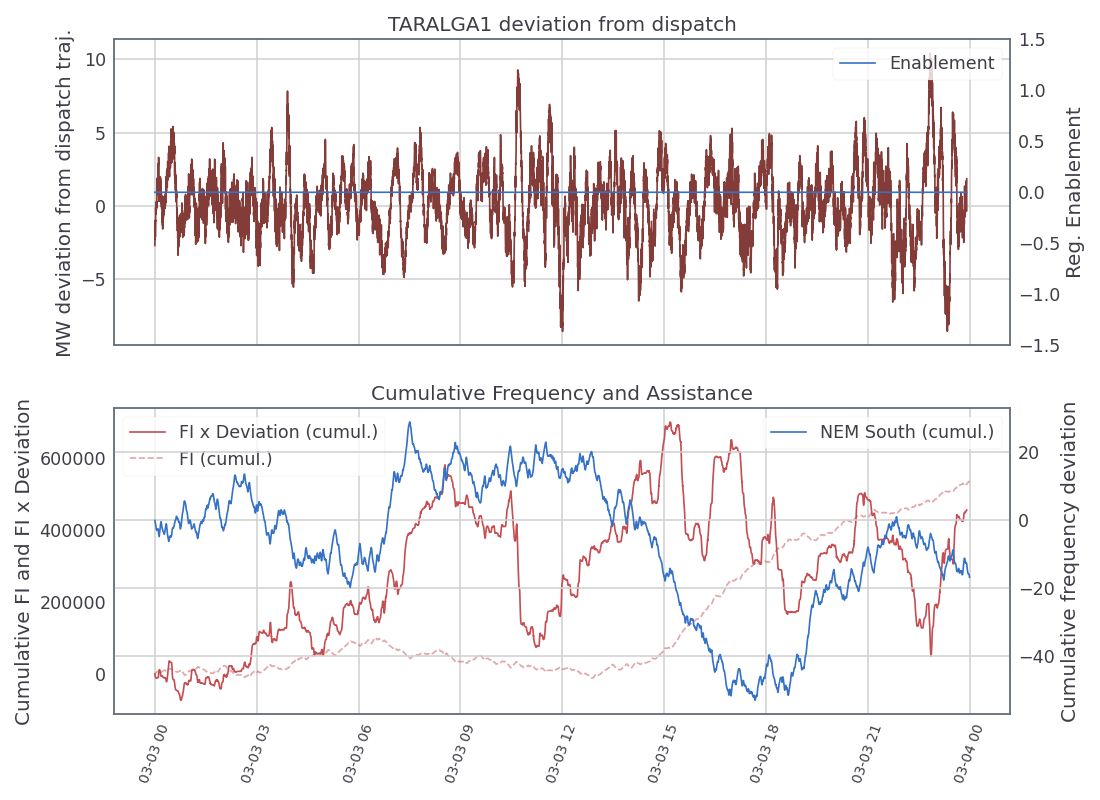 TARALGA1 deviation from dispatch
MW deviation from dispatch traj.
10
5
0
−5
Enablement
1.5
1.0
0.5
0.0
−0.5
−1.0
−1.5
Reg. Enablement
Cumulative Frequency and Assistance
Cumulative FI and FI x Deviation
600000
400000
200000
0
FI x Deviation (cumul.)
FI (cumul.)
NEM South (cumul.)
20
0
−20
−40
Cumulative frequency deviation
03-03 00
03-03 03
03-03 06
03-03 09
03-03 12
03-03 15
03-03 18
03-03 21
03-04 00